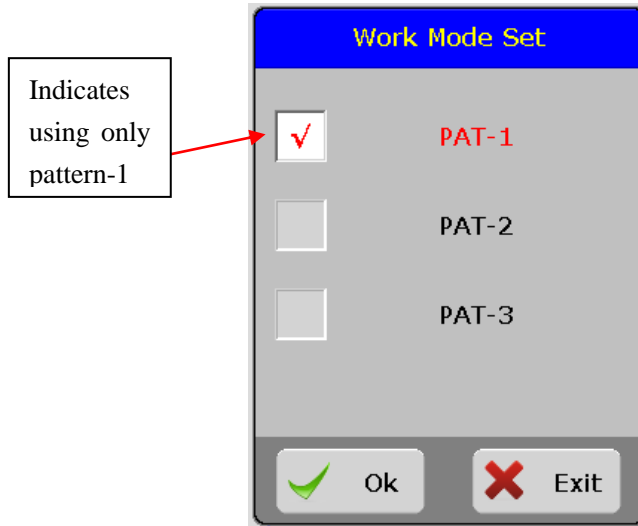 Work Mode Set
Indicates
using only
pattern-1
√ PAT-1
PAT-2
PAT-3
Ok Exit